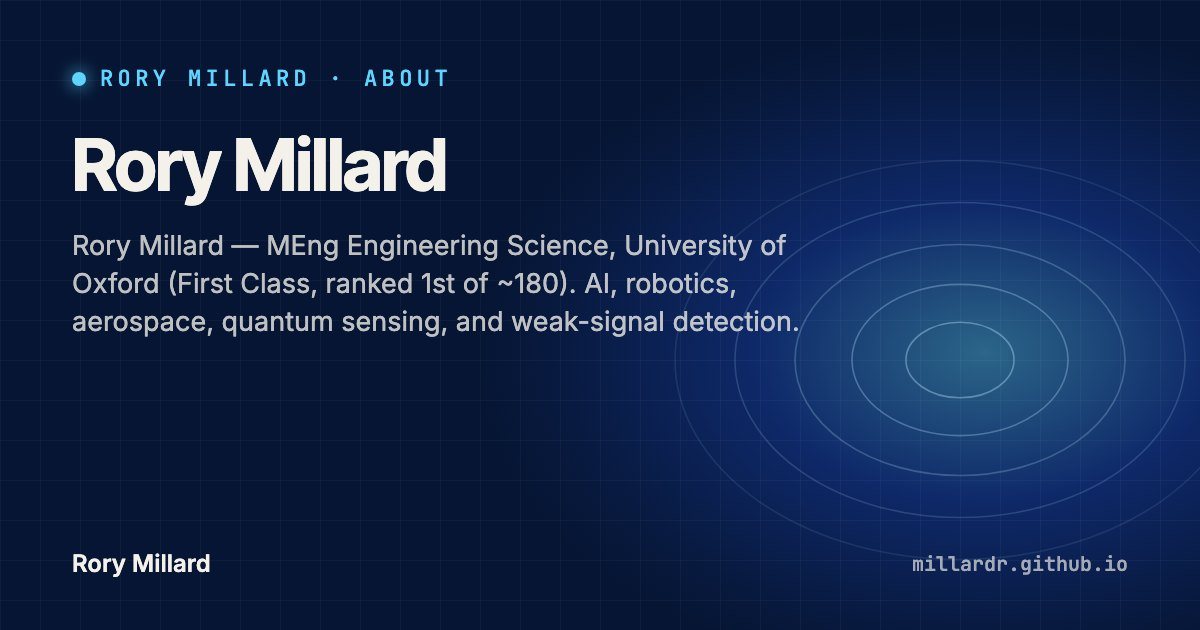 RORY MILLARD · ABOUT
Rory Millard
Rory Millard — MEng Engineering Science, University of
Oxford (First Class, ranked 1st of ~180). AI, robotics,
aerospace, quantum sensing, and weak-signal detection.
Rory Millard
millardr.github.io